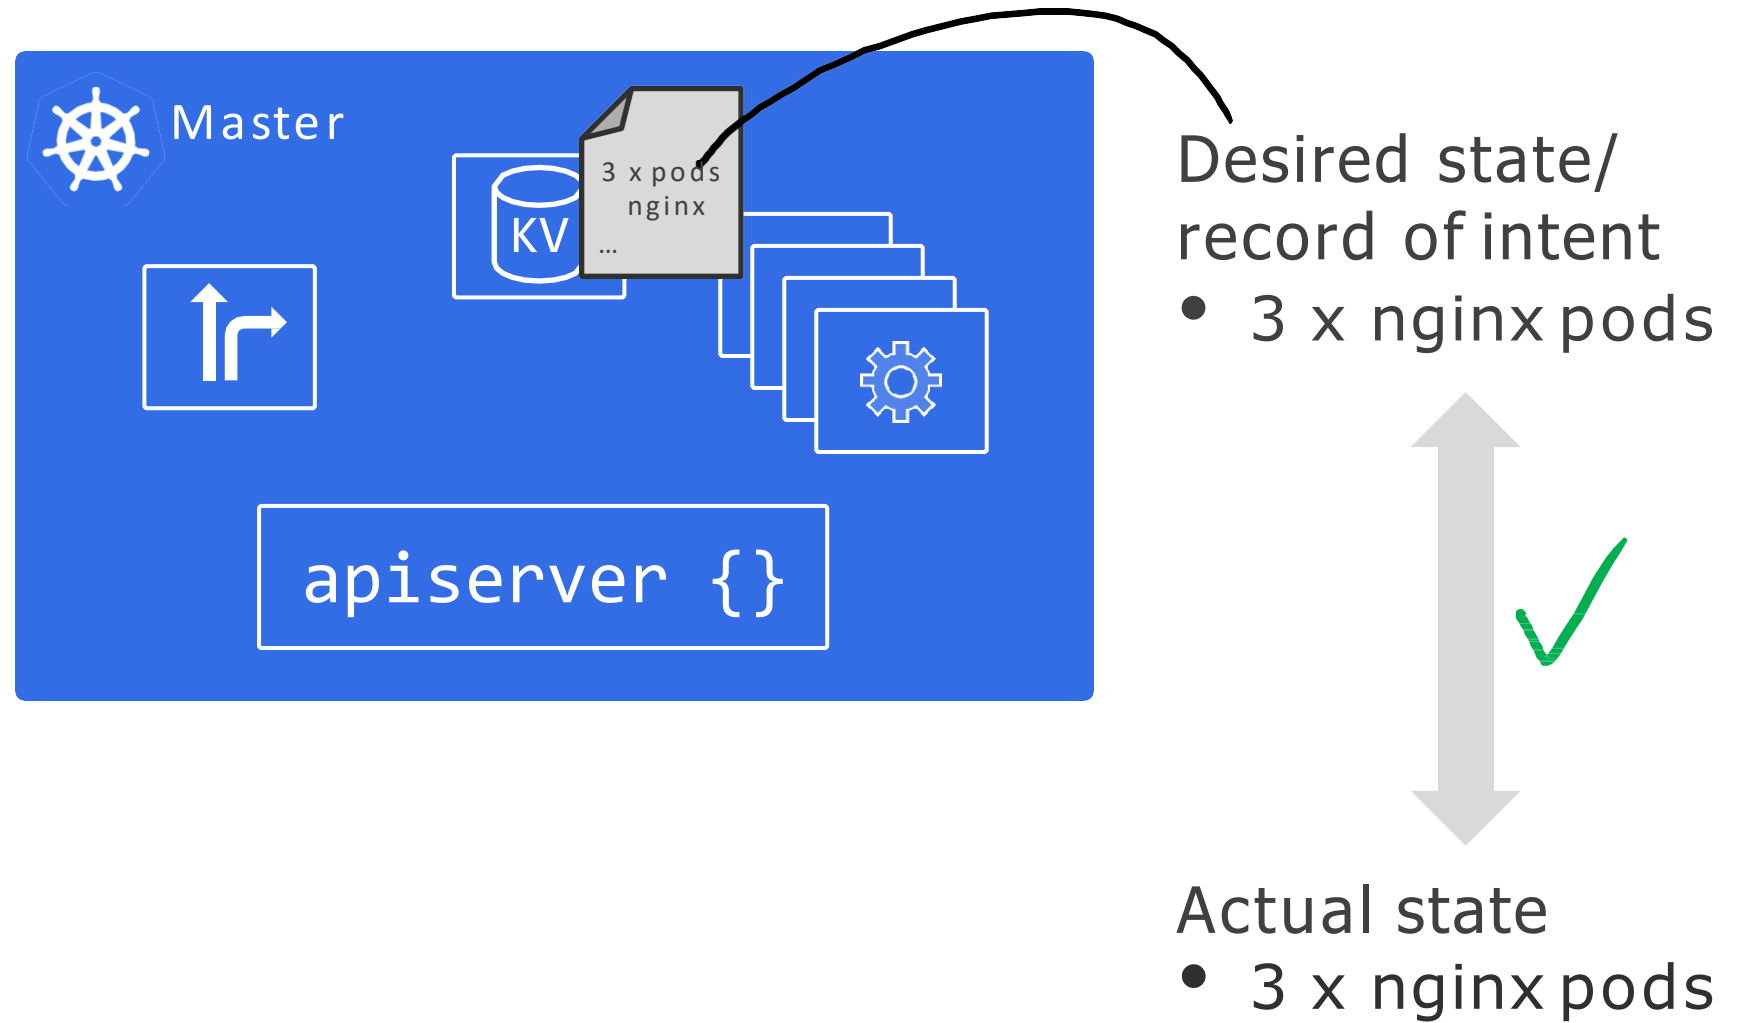 Master
3 x pods
nginx
...
KV
apiserver {}
Desired state/
record of intent
• 3 x nginx pods
Actual state
• 3 x nginx pods